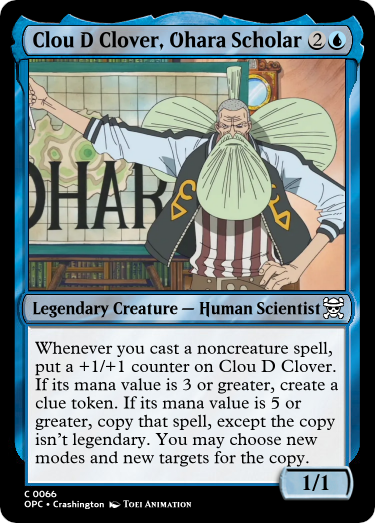 Clou D Clover, Ohara Scholar 2
OHAR
Legendary Creature — Human Scientist
Whenever you cast a noncreature spell,
put a +1/+1 counter on Clou D Clover.
If its mana value is 3 or greater, create a
clue token. If its mana value is 5 or
greater, copy that spell, except the copy
isn't legendary. You may choose new
modes and new targets for the copy.
1/1
C 0066
OPC • Crashington TOEI ANIMATION